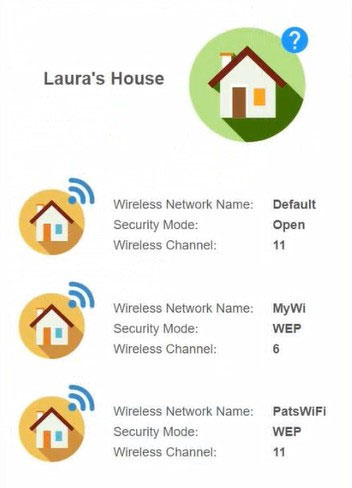 ?
Laura's House
Wireless Network Name: Default
Security Mode: Open
Wireless Channel: 11
Wireless Network Name: MyWi
Security Mode: WEP
Wireless Channel: 6
Wireless Network Name: PatsWiFi
Security Mode: WEP
Wireless Channel: 11